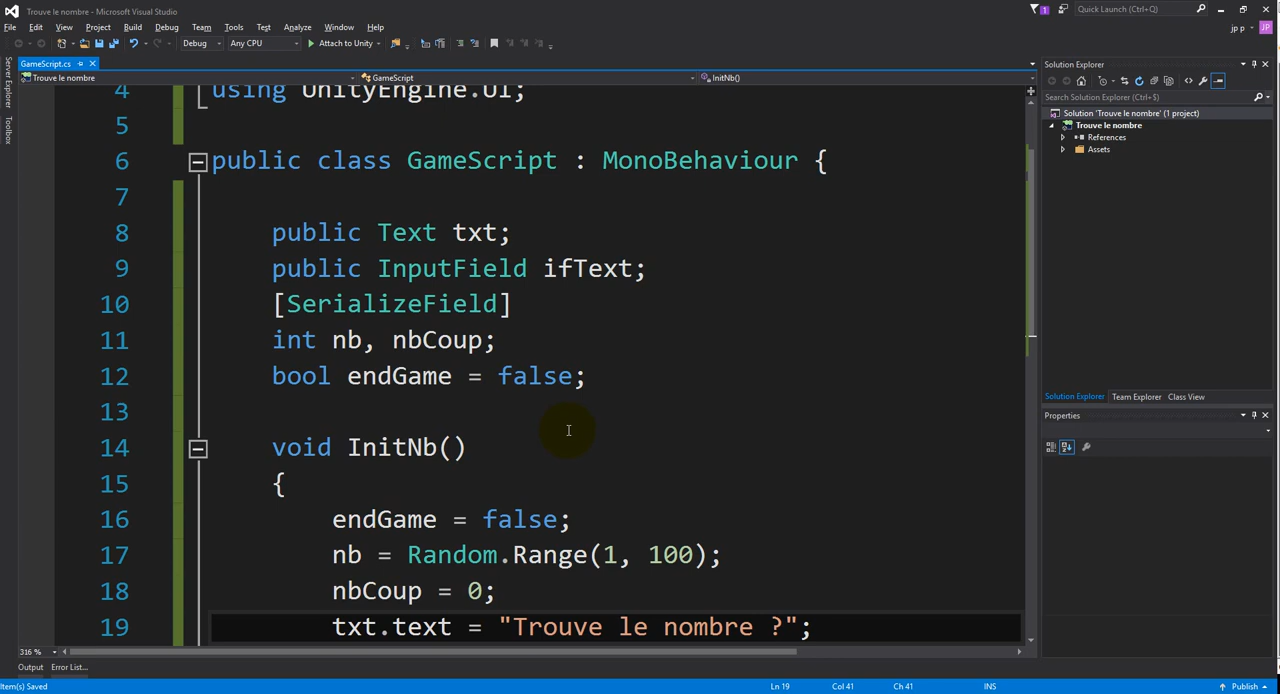 Trouve le nombre - Microsoft Visual Studio
1
Quick Launch (Ctrl+Q)
File Edit View Project Build Debug Team Tools Test Analyze Window Help
jp p
JP
Debug Any CPU Attach to Unity
Server Explorer
Toolbox
GameScript.cs
Trouve le nombre GameScript InitNb()
4 using UnityEngine.UI;
5
6 public class GameScript : MonoBehaviour {
7
8 public Text txt;
9 public InputField ifText;
10 [SerializeField]
11 int nb, nbCoup;
12 bool endGame = false;
13
14 void InitNb()
15 {
16 endGame = false;
17 nb = Random.Range(1, 100);
18 nbCoup = 0;
19 txt.text = "Trouve le nombre ?";
316 %
Solution Explorer
Search Solution Explorer (Ctrl+$)
Solution 'Trouve le nombre' (1 project)
Trouve le nombre
References
Assets
Solution Explorer Team Explorer Class View
Properties
Output Error List...
Item(s) Saved Ln 19 Col 41 Ch 41 INS Publish